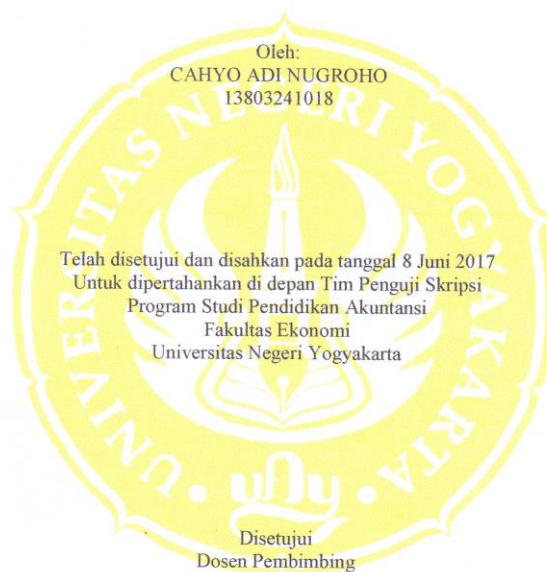 Oleh:
CAHYO ADI NUGROHO
13803241018
UNIVERSITAS NEGERI YOGYAKARTA
Telah disetujui dan disahkan pada tanggal 8 Juni 2017
Untuk dipertahankan di depan Tim Penguji Skripsi
Program Studi Pendidikan Akuntansi
Fakultas Ekonomi
Universitas Negeri Yogyakarta
uny
Disetujui
Dosen Pembimbing